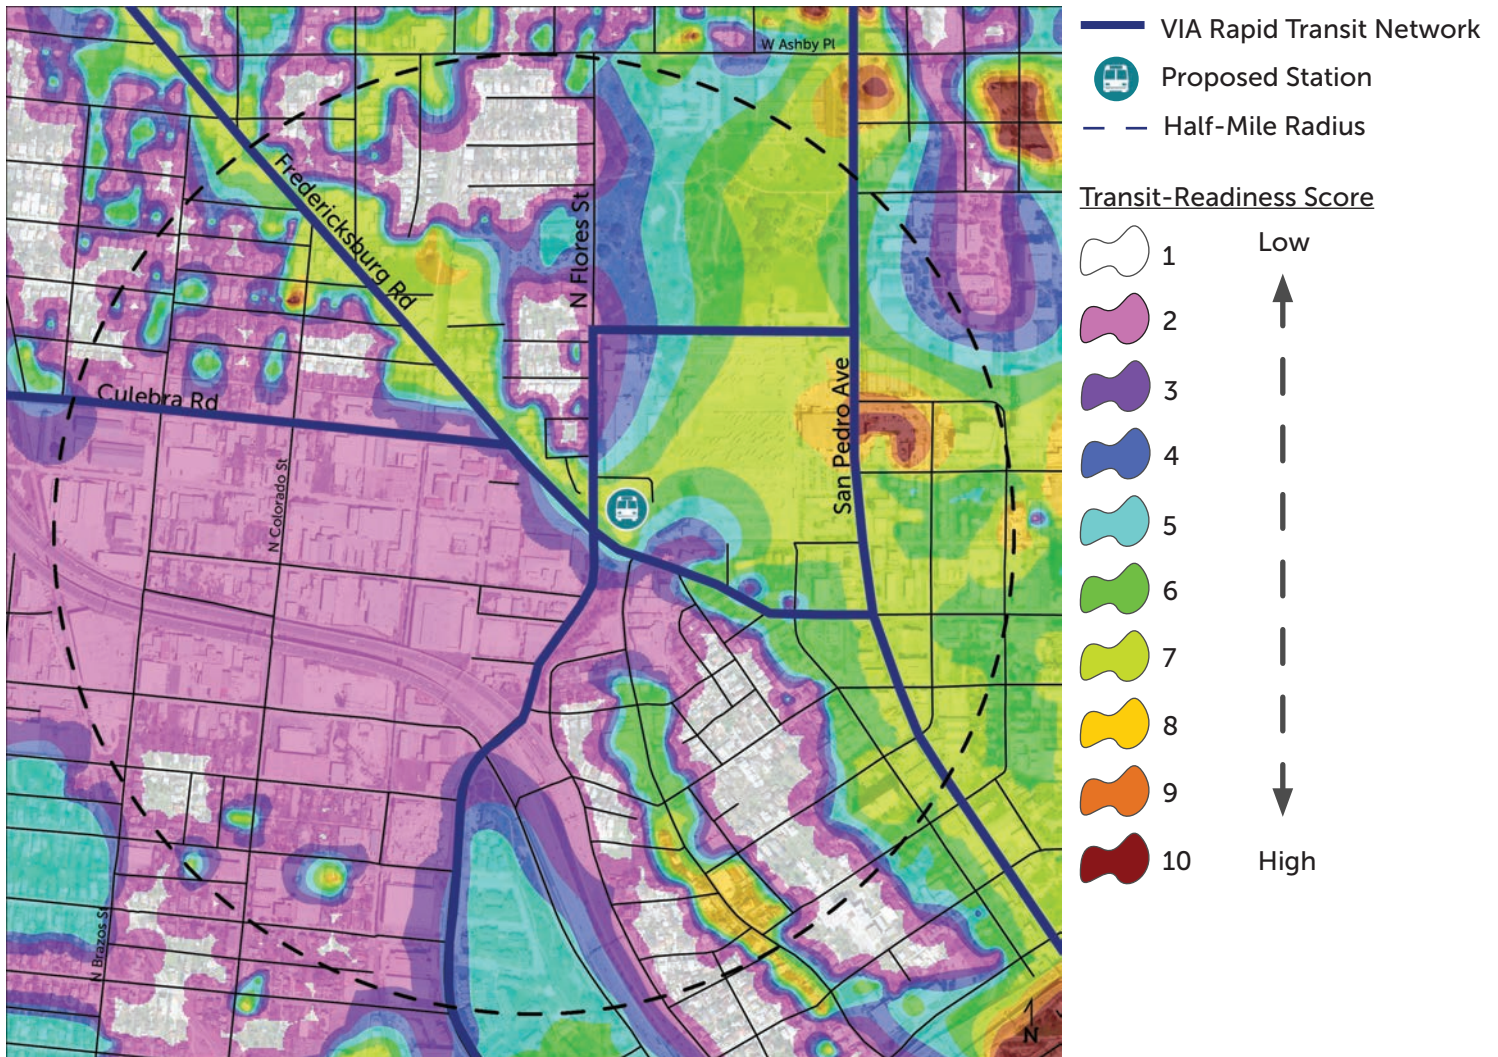 W Ashby Pl
Fredericksburg Rd
N Flores St
San Pedro Ave
Culebra Rd
N Colorado St
N Brazos St
N
VIA Rapid Transit Network
Proposed Station
Half-Mile Radius
Transit-Readiness Score
1
Low
2
3
4
5
6
7
8
9
10
High